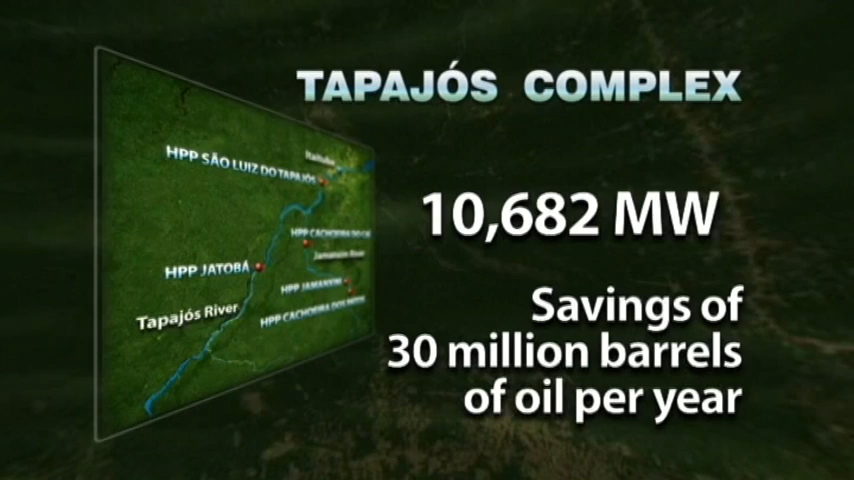 TAPAJÓS COMPLEX
Itaituba
HPP SÃO LUIZ DO TAPAJÓS
HPP CACHOEIRA DO CAÍ
Jamanxim River
HPP JATOBÁ
HPP JAMANXIM
HPP CACHOEIRA DOS
Tapajós River
10,682 MW
Savings of
30 million barrels
of oil per year